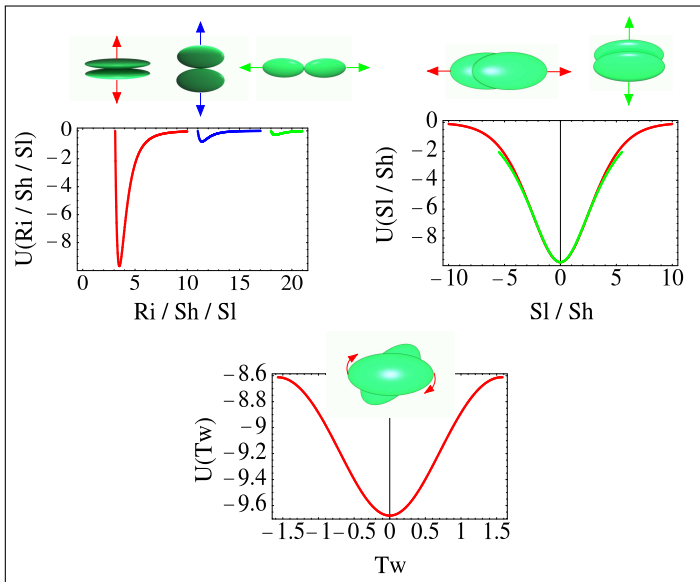 0
−2
−4
−6
−8
U(Ri / Sh / Sl)
0 5 10 15 20
Ri / Sh / Sl
0
−2
−4
−6
−8
U(Sl / Sh)
−10 −5 0 5 10
Sl / Sh
−8.6
−8.8
−9
−9.2
−9.4
−9.6
U(Tw)
−1.5 −1 −0.5 0 0.5 1 1.5
Tw